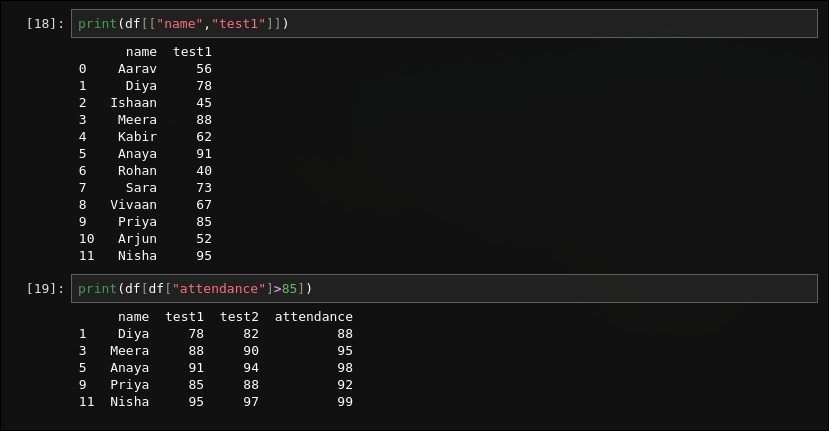 [18]: print(df[["name","test1"]])
name test1
0 Aarav 56
1 Diya 78
2 Ishaan 45
3 Meera 88
4 Kabir 62
5 Anaya 91
6 Rohan 40
7 Sara 73
8 Vivaan 67
9 Priya 85
10 Arjun 52
11 Nisha 95
[19]: print(df[df["attendance"]>85])
name test1 test2 attendance
1 Diya 78 82 88
3 Meera 88 90 95
5 Anaya 91 94 98
9 Priya 85 88 92
11 Nisha 95 97 99